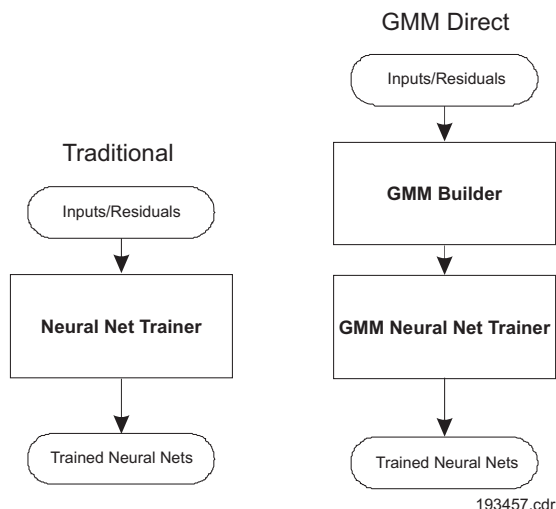 Traditional
Inputs/Residuals
Neural Net Trainer
Trained Neural Nets
GMM Direct
Inputs/Residuals
GMM Builder
GMM Neural Net Trainer
Trained Neural Nets
193457.cdr